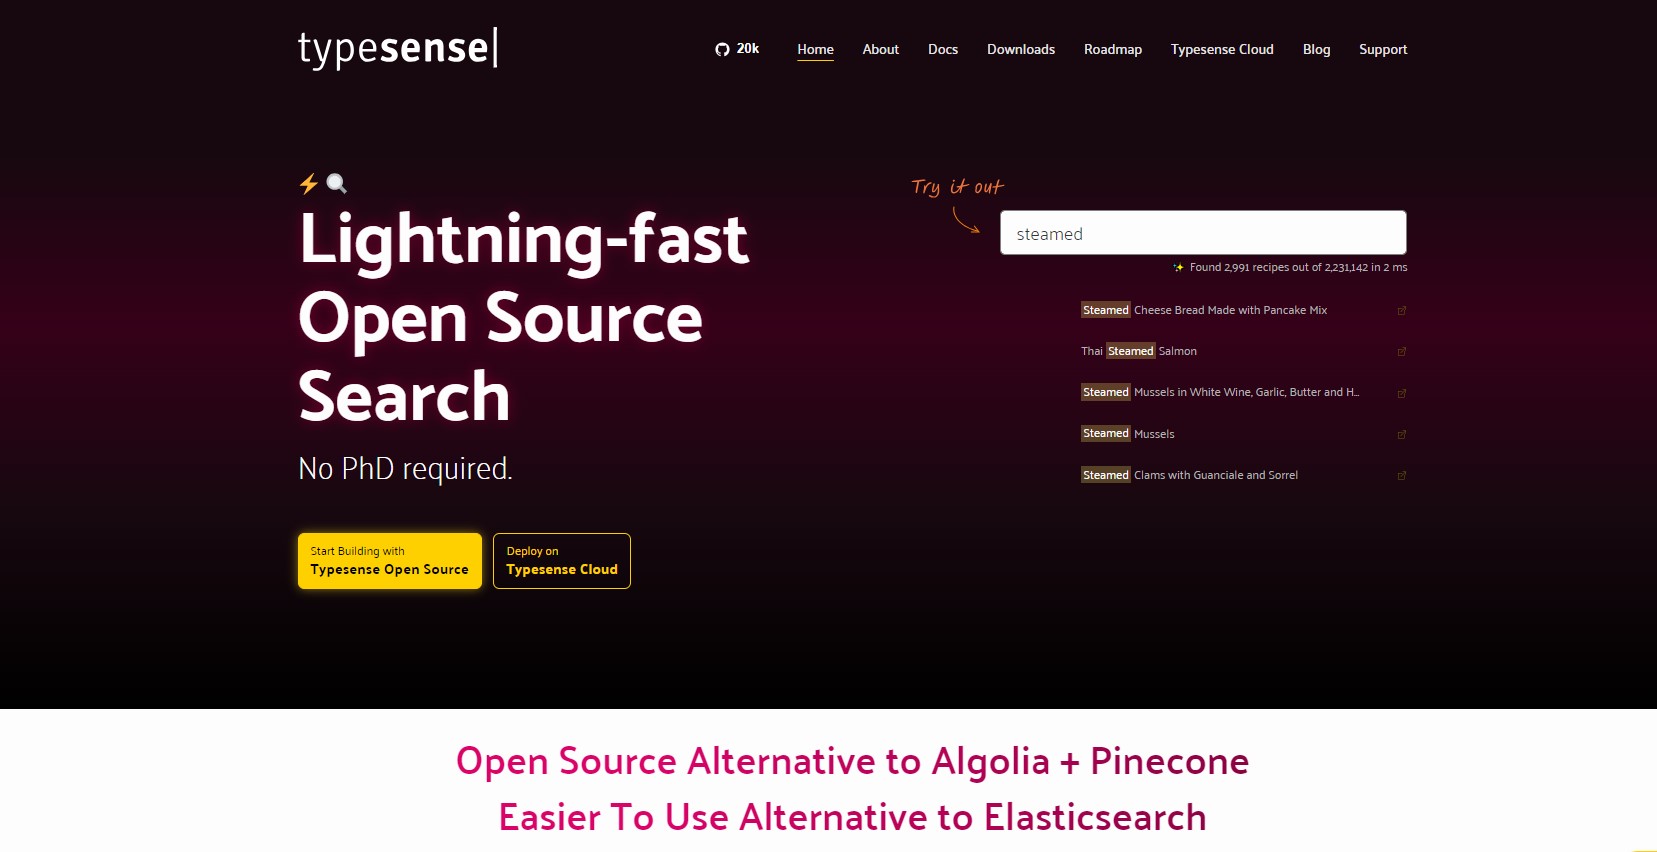 typesense|
20k
Home
About
Docs
Downloads
Roadmap
Typesense Cloud
Blog
Support
Lightning-fast
Open Source
Search
No PhD required.
Start Building with
Typesense Open Source
Deploy on
Typesense Cloud
Try it out
steamed
Found 2,991 recipes out of 2,231,142 in 2 ms
Steamed Cheese Bread Made with Pancake Mix
Thai Steamed Salmon
Steamed Mussels in White Wine, Garlic, Butter and H...
Steamed Mussels
Steamed Clams with Guanciale and Sorrel
Open Source Alternative to Algolia + Pinecone
Easier To Use Alternative to Elasticsearch